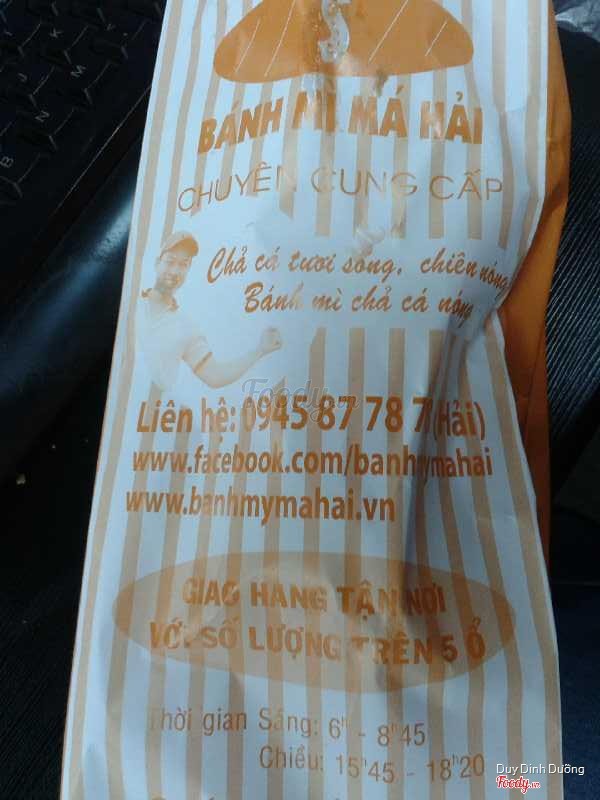 S
BÁNH MÌ MÁ HẢI
CHUYÊN CUNG CẤP
Chả cá tươi sống, chiên nóng
Bánh mì chả cá nóng
Foody
Liên hệ: 0945 87 78 7 (Hải)
www.facebook.com/banhmymahai
www.banhmymahai.vn
GIAO HÀNG TẬN NƠI
VỚI SỐ LƯỢNG TRÊN 5 Ổ
Thời gian Sáng: 6h - 8h45
Chiều: 15h45 - 18h20
Duy Dinh Dưỡng
Foody.vn